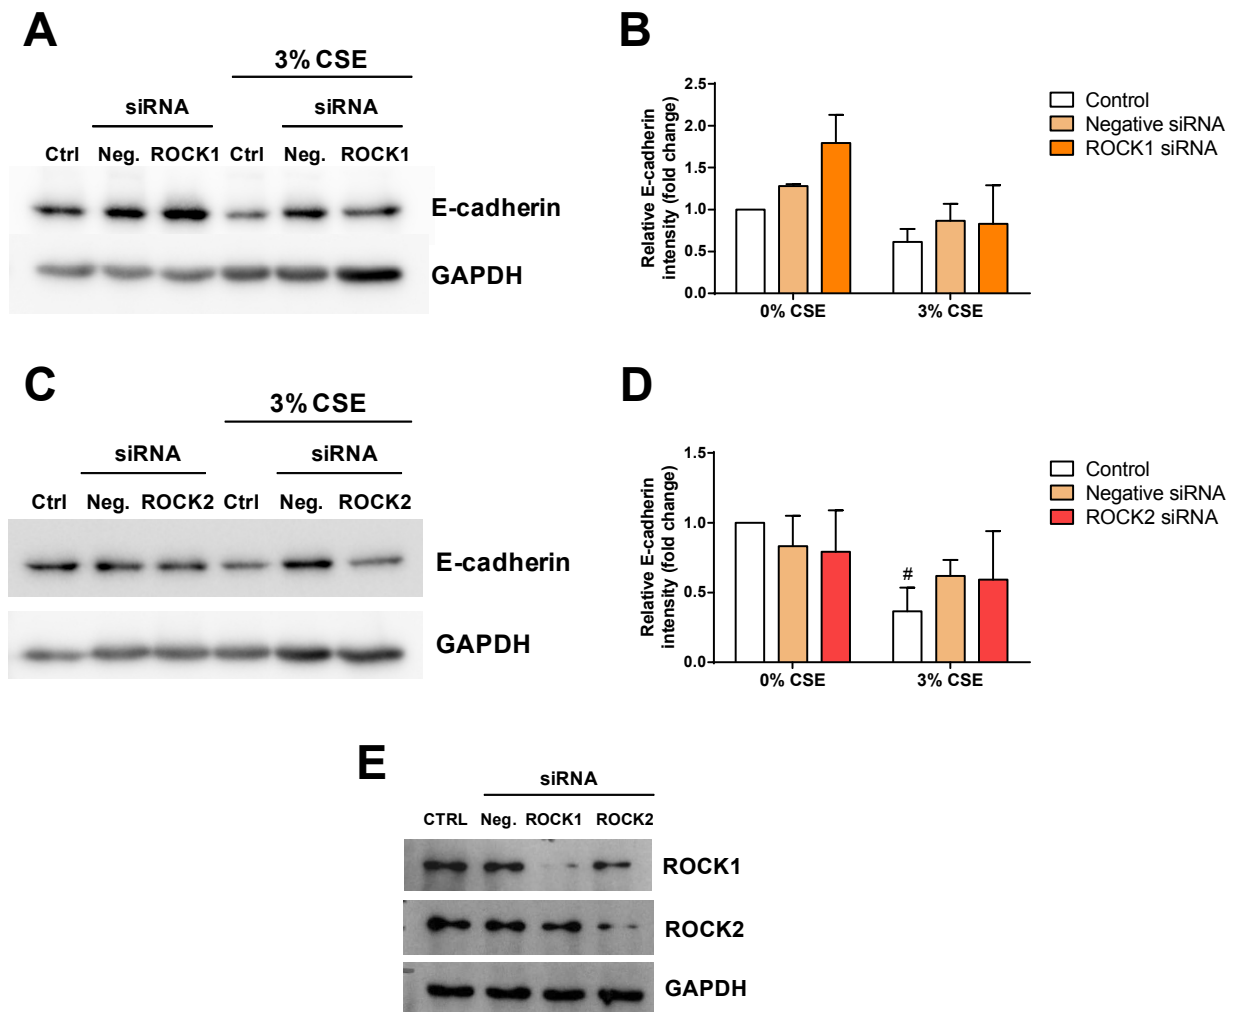 A
3% CSE
siRNA
siRNA
Ctrl Neg. ROCK1 Ctrl Neg. ROCK1
E-cadherin
GAPDH
B
Relative E-cadherin
intensity (fold change)
2.5
2.0
1.5
1.0
0.5
0.0
0% CSE
3% CSE
Control
Negative siRNA
ROCK1 siRNA
C
3% CSE
siRNA
siRNA
Ctrl Neg. ROCK2 Ctrl Neg. ROCK2
E-cadherin
GAPDH
D
Relative E-cadherin
intensity (fold change)
1.5
1.0
0.5
0.0
#
0% CSE
3% CSE
Control
Negative siRNA
ROCK2 siRNA
E
siRNA
CTRL Neg. ROCK1 ROCK2
ROCK1
ROCK2
GAPDH